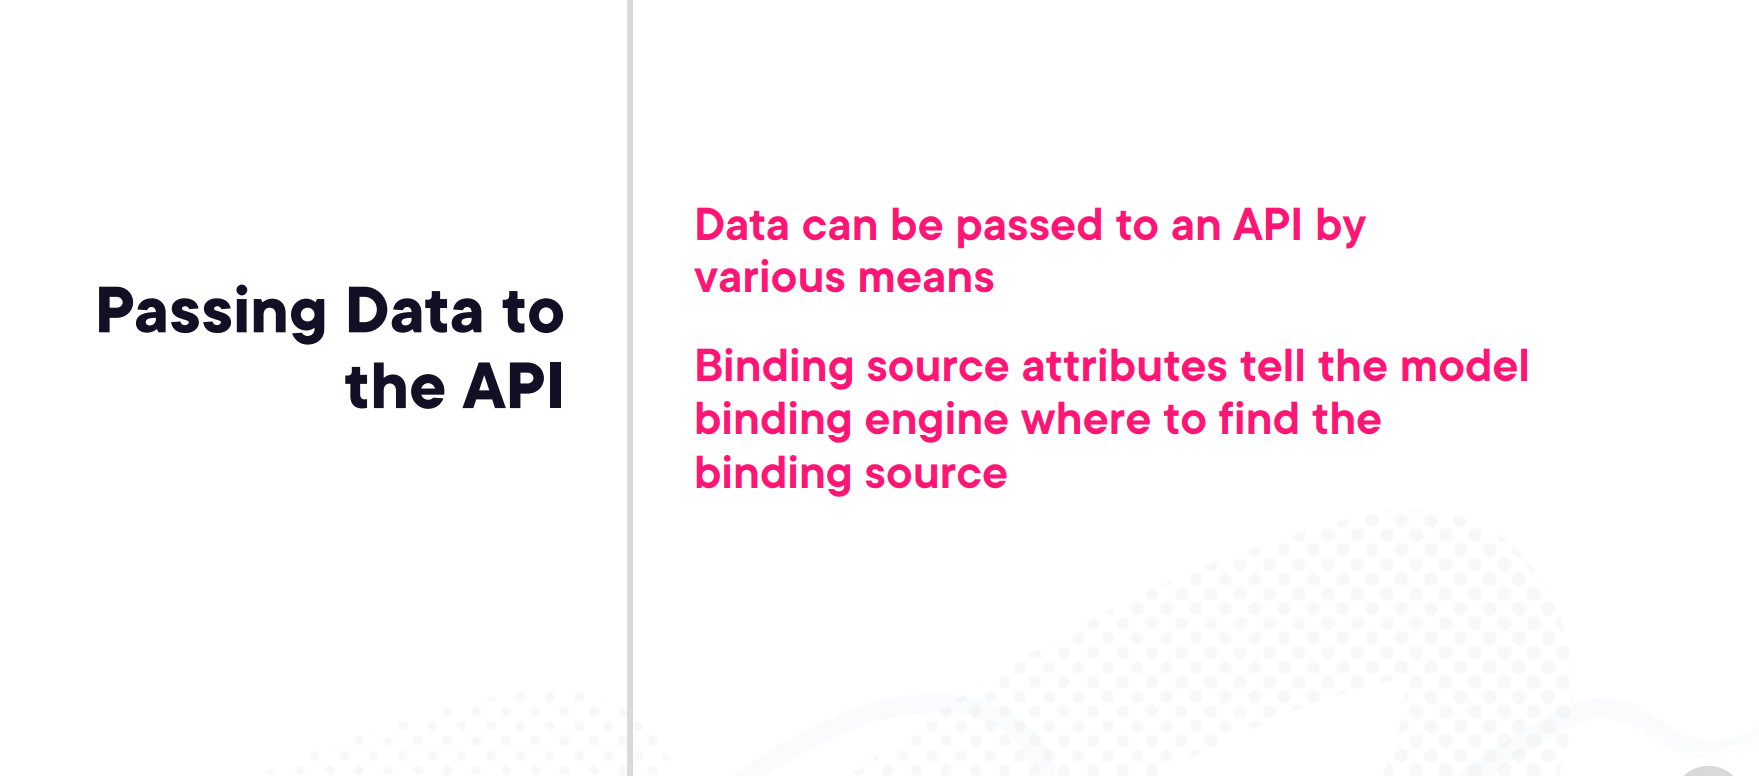 Passing Data to
the API
Data can be passed to an API by
various means
Binding source attributes tell the model
binding engine where to find the
binding source